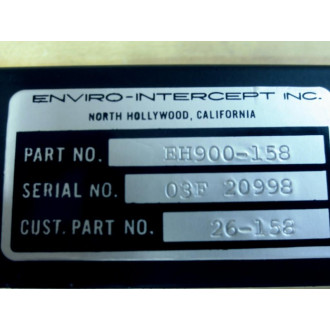 ENVIRO-INTERCEPT INC.
NORTH HOLLYWOOD, CALIFORNIA
PART NO. EH900-158
SERIAL NO. 03F 20998
CUST. PART NO. 26-158